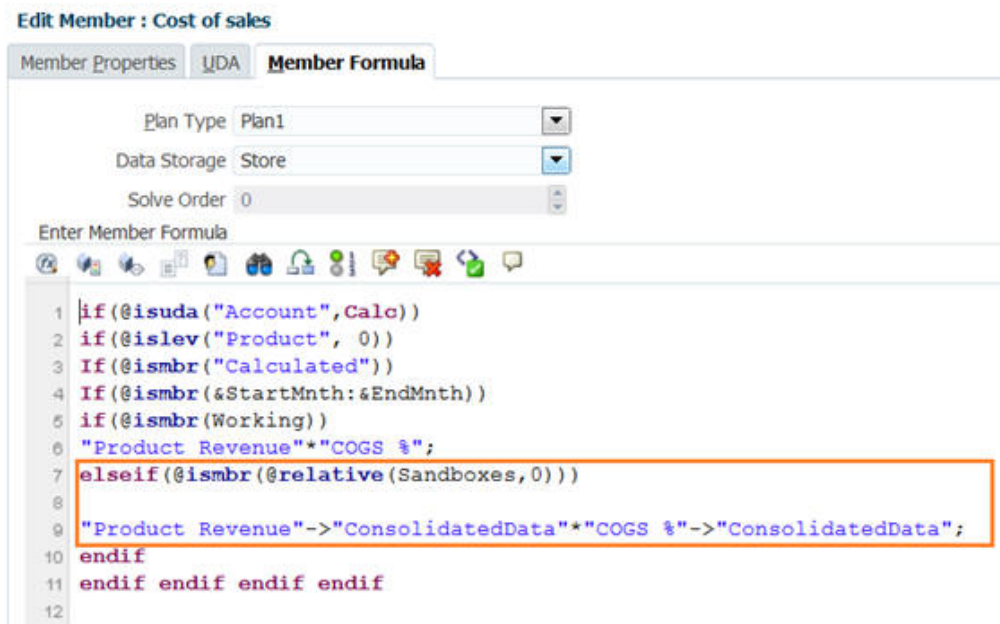 Edit Member : Cost of sales
Member Properties UDA Member Formula
Plan Type Plan1
Data Storage Store
Solve Order 0
Enter Member Formula
1 if(@isuda("Account",Calc))
2 if(@islev("Product", 0))
3 If(@ismbr("Calculated"))
4 If(@ismbr(&StartMnth:&EndMnth))
5 if(@ismbr(Working))
6 "Product Revenue"*"COGS %";
7 elseif(@ismbr(@relative(Sandboxes,0)))
8
9 "Product Revenue"->"ConsolidatedData"*"COGS %"->"ConsolidatedData";
10 endif
11 endif endif endif endif
12